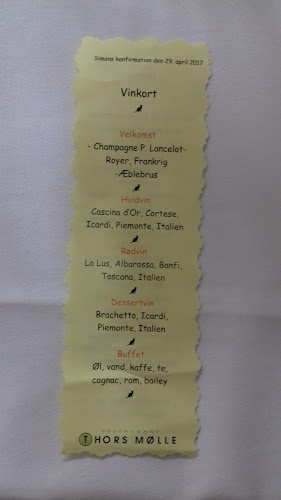 Simons konfirmation den 29. april 2017
Vinkort
Velkomst
- Champagne P. Lancelot-
Royer, Frankrig
-Æblebrus
Hvidvin
Cascina d'Or, Cortese,
Icardi, Piemonte, Italien
Rødvin
La Lus, Albarossa, Banfi,
Toscana, Italien
Dessertvin
Brachetto, Icardi,
Piemonte, Italien
Buffet
Øl, vand, kaffe, te,
cognac, rom, bailey
RESTAURANT
THORS MØLLE